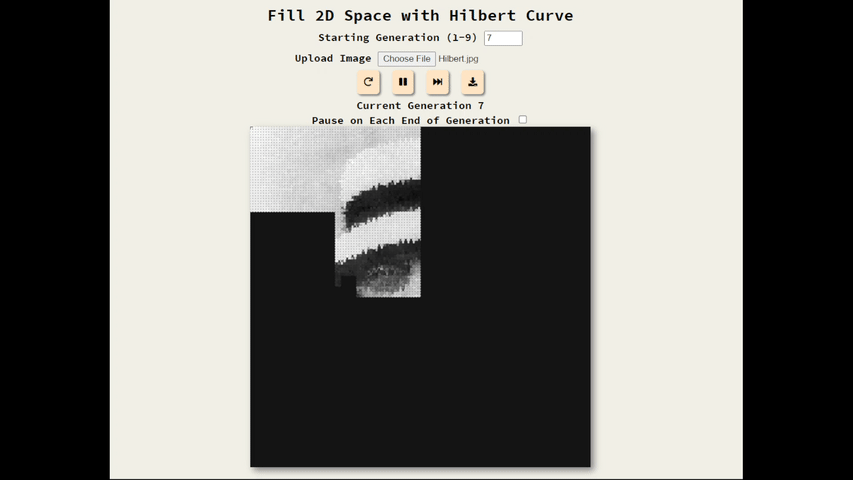 Fill 2D Space with Hilbert Curve
Starting Generation (1-9) 7
Upload Image Choose File Hilbert.jpg
Current Generation 7
Pause on Each End of Generation